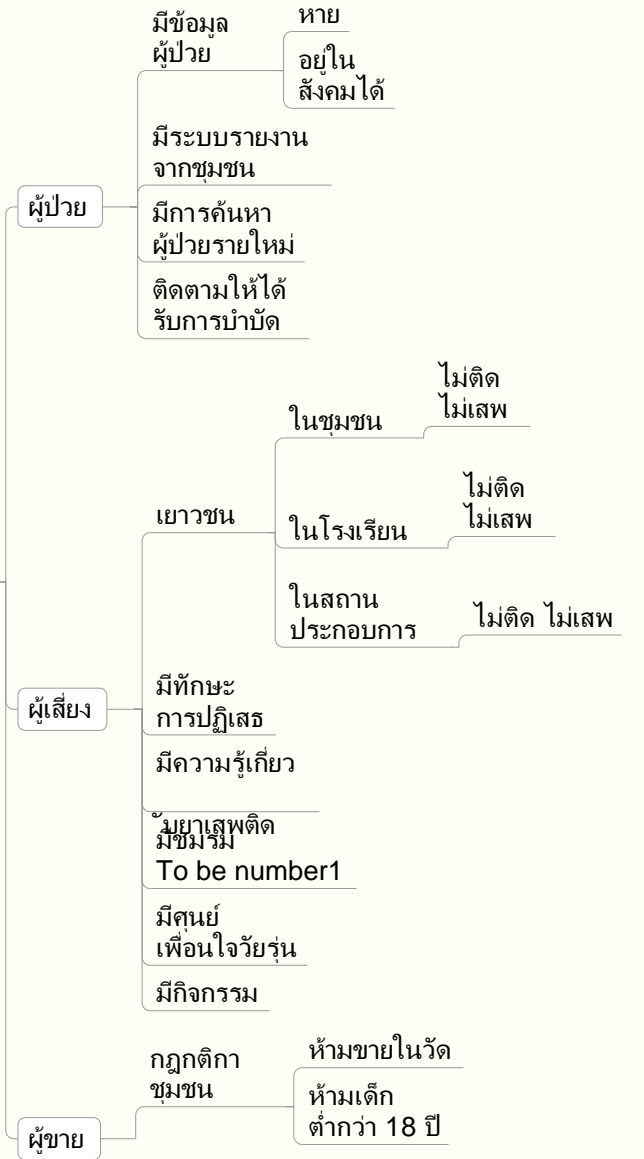 มีข้อมูล
ผู้ป่วย
หาย
อยู่ใน
สังคมได้
มีระบบรายงาน
จากชุมชน
ผู้ป่วย
มีการค้นหา
ผู้ป่วยรายใหม่
ติดตามให้ได้
รับการบำบัด
เยาวชน
ในชุมชน
ไม่ติด
ไม่เสพ
ในโรงเรียน
ไม่ติด
ไม่เสพ
ในสถาน
ประกอบการ
ไม่ติด ไม่เสพ
ผู้เสี่ยง
มีทักษะ
การปฏิเสธ
มีความรู้เกี่ยว
ับยาเสพติด
มีชมรม
To be number1
มีศูนย์
เพื่อนใจวัยรุ่น
มีกิจกรรม
ผู้ขาย
กฎกติกา
ชุมชน
ห้ามขายในวัด
ห้ามเด็ก
ต่ำกว่า 18 ปี